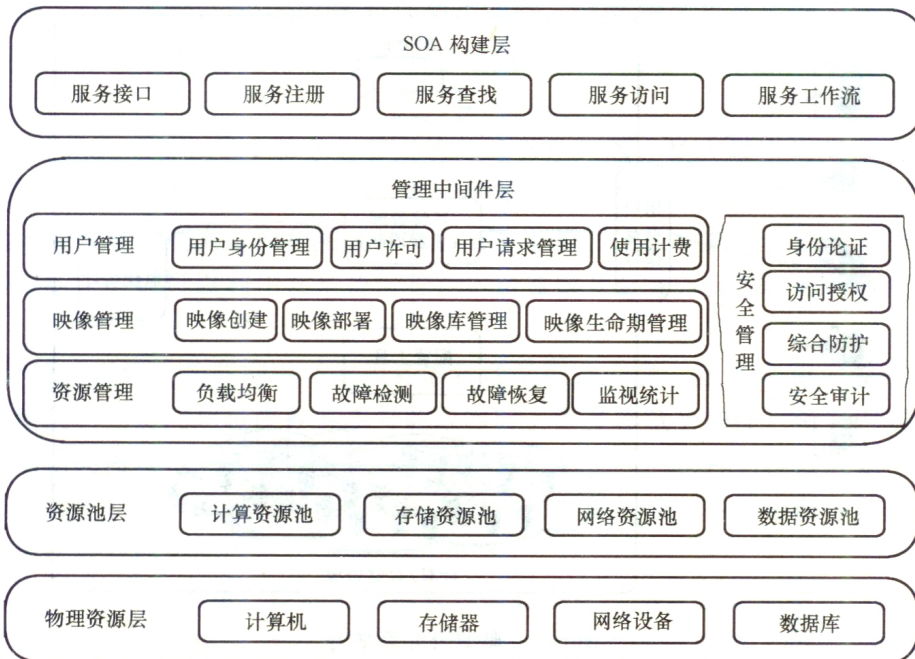 SOA 构建层
服务接口 服务注册 服务查找 服务访问 服务工作流
管理中间件层
用户管理 用户身份管理 用户许可 用户请求管理 使用计费
映像管理 映像创建 映像部署 映像库管理 映像生命期管理
资源管理 负载均衡 故障检测 故障恢复 监视统计
安全管理
身份论证
访问授权
综合防护
安全审计
资源池层 计算资源池 存储资源池 网络资源池 数据资源池
物理资源层 计算机 存储器 网络设备 数据库